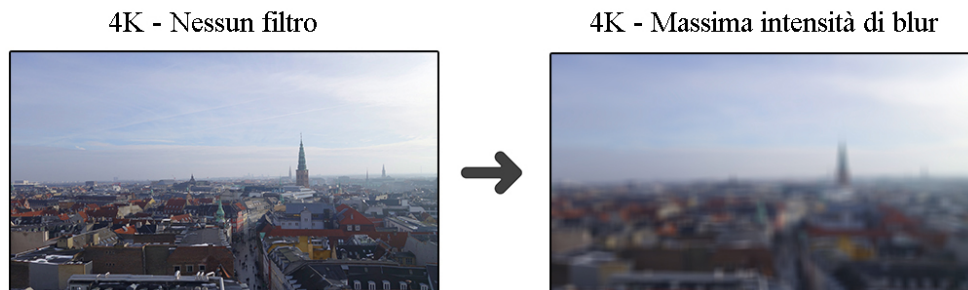 4K - Nessun filtro
4K - Massima intensità di blur